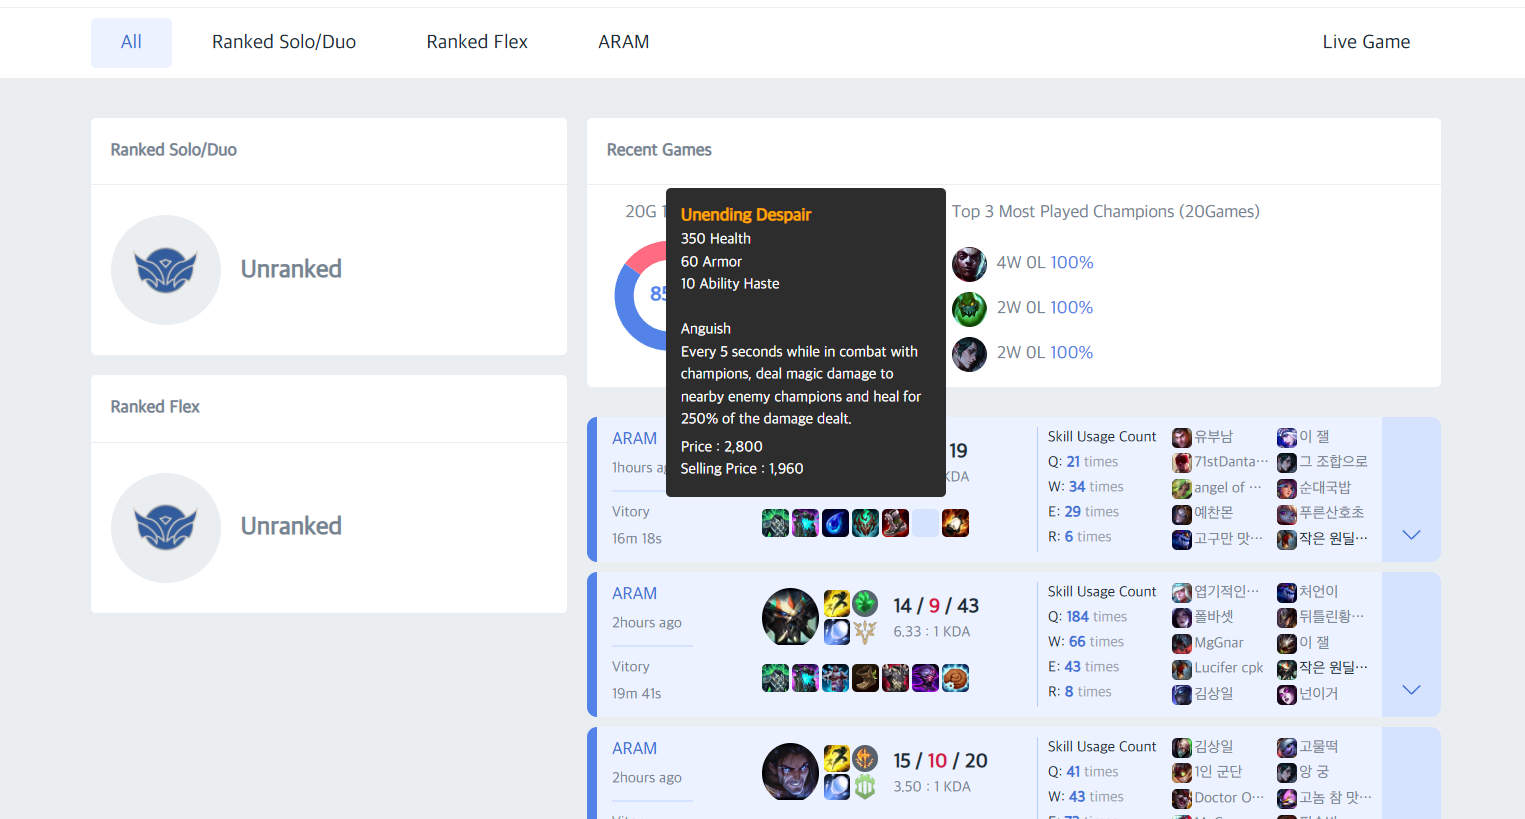 All
Ranked Solo/Duo
Ranked Flex
ARAM
Live Game
Ranked Solo/Duo
Unranked
Ranked Flex
Unranked
Recent Games
20G
85
Top 3 Most Played Champions (20Games)
4W 0L 100%
2W 0L 100%
2W 0L 100%
Unending Despair
350 Health
60 Armor
10 Ability Haste
Anguish
Every 5 seconds while in combat with
champions, deal magic damage to
nearby enemy champions and heal for
250% of the damage dealt.
Price : 2,800
Selling Price : 1,960
ARAM
1hours ag
Vitory
16m 18s
19
KDA
Skill Usage Count
Q: 21 times
W: 34 times
E: 29 times
R: 6 times
유부남
71stDanta···
angel of ···
예찬몬
고구만 맛···
이 잴
그 조합으로
순대국밥
푸른산호초
작은 원딜···
ARAM
2hours ago
Vitory
19m 41s
14 / 9 / 43
6.33 : 1 KDA
Skill Usage Count
Q: 184 times
W: 66 times
E: 43 times
R: 8 times
엽기적인···
폴바셋
MgGnar
Lucifer cpk
김상일
처언이
뒤틀린황···
이 잴
작은 원딜···
넌이거
ARAM
2hours ago
15 / 10 / 20
3.50 : 1 KDA
Skill Usage Count
Q: 41 times
W: 43 times
김상일
1인 군단
Doctor O···
고물떡
앙 궁
고놈 참 맛···